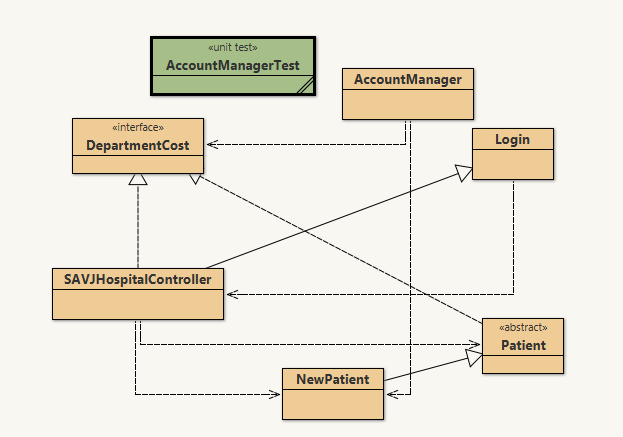 «unit test»
AccountManagerTest
AccountManager
«interface»
DepartmentCost
Login
SAVJHospitalController
«abstract»
Patient
NewPatient